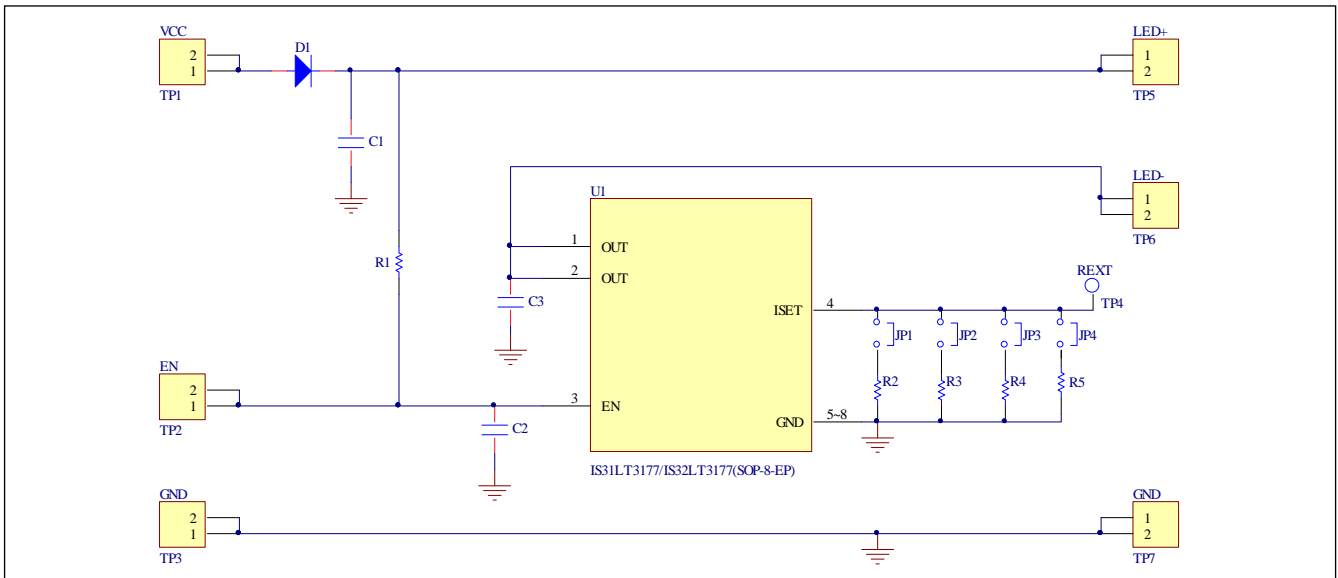 VCC
2
1
TP1
D1
C1
R1
LED+
1
2
TP5
LED-
1
2
TP6
U1
1
OUT
2
OUT
C3
ISET
4
REXT
TP4
JP1
JP2
JP3
JP4
R2
R3
R4
R5
EN
2
1
TP2
3
EN
C2
GND
5~8
IS31LT3177/IS32LT3177(SOP-8-EP)
GND
2
1
TP3
GND
1
2
TP7